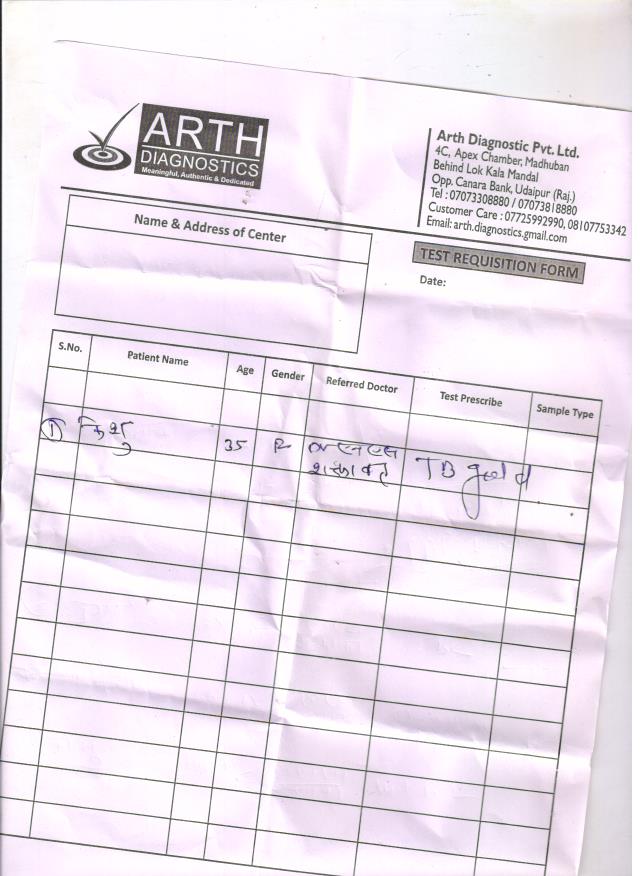 ARTH
DIAGNOSTICS
Meaningful, Authentic & Dedicated
Arth Diagnostic Pvt. Ltd.
4C, Apex Chamber, Madhuban
Behind Lok Kala Mandal
Opp. Canara Bank, Udaipur (Raj.)
Tel : 07073308880 / 07073818880
Customer Care : 07725992990, 08107753342
Email: arth.diagnostics.gmail.com
Name & Address of Center
TEST REQUISITION FORM
Date:
S.No. Patient Name Age Gender Referred Doctor Test Prescribe Sample Type
1 35 TB gold